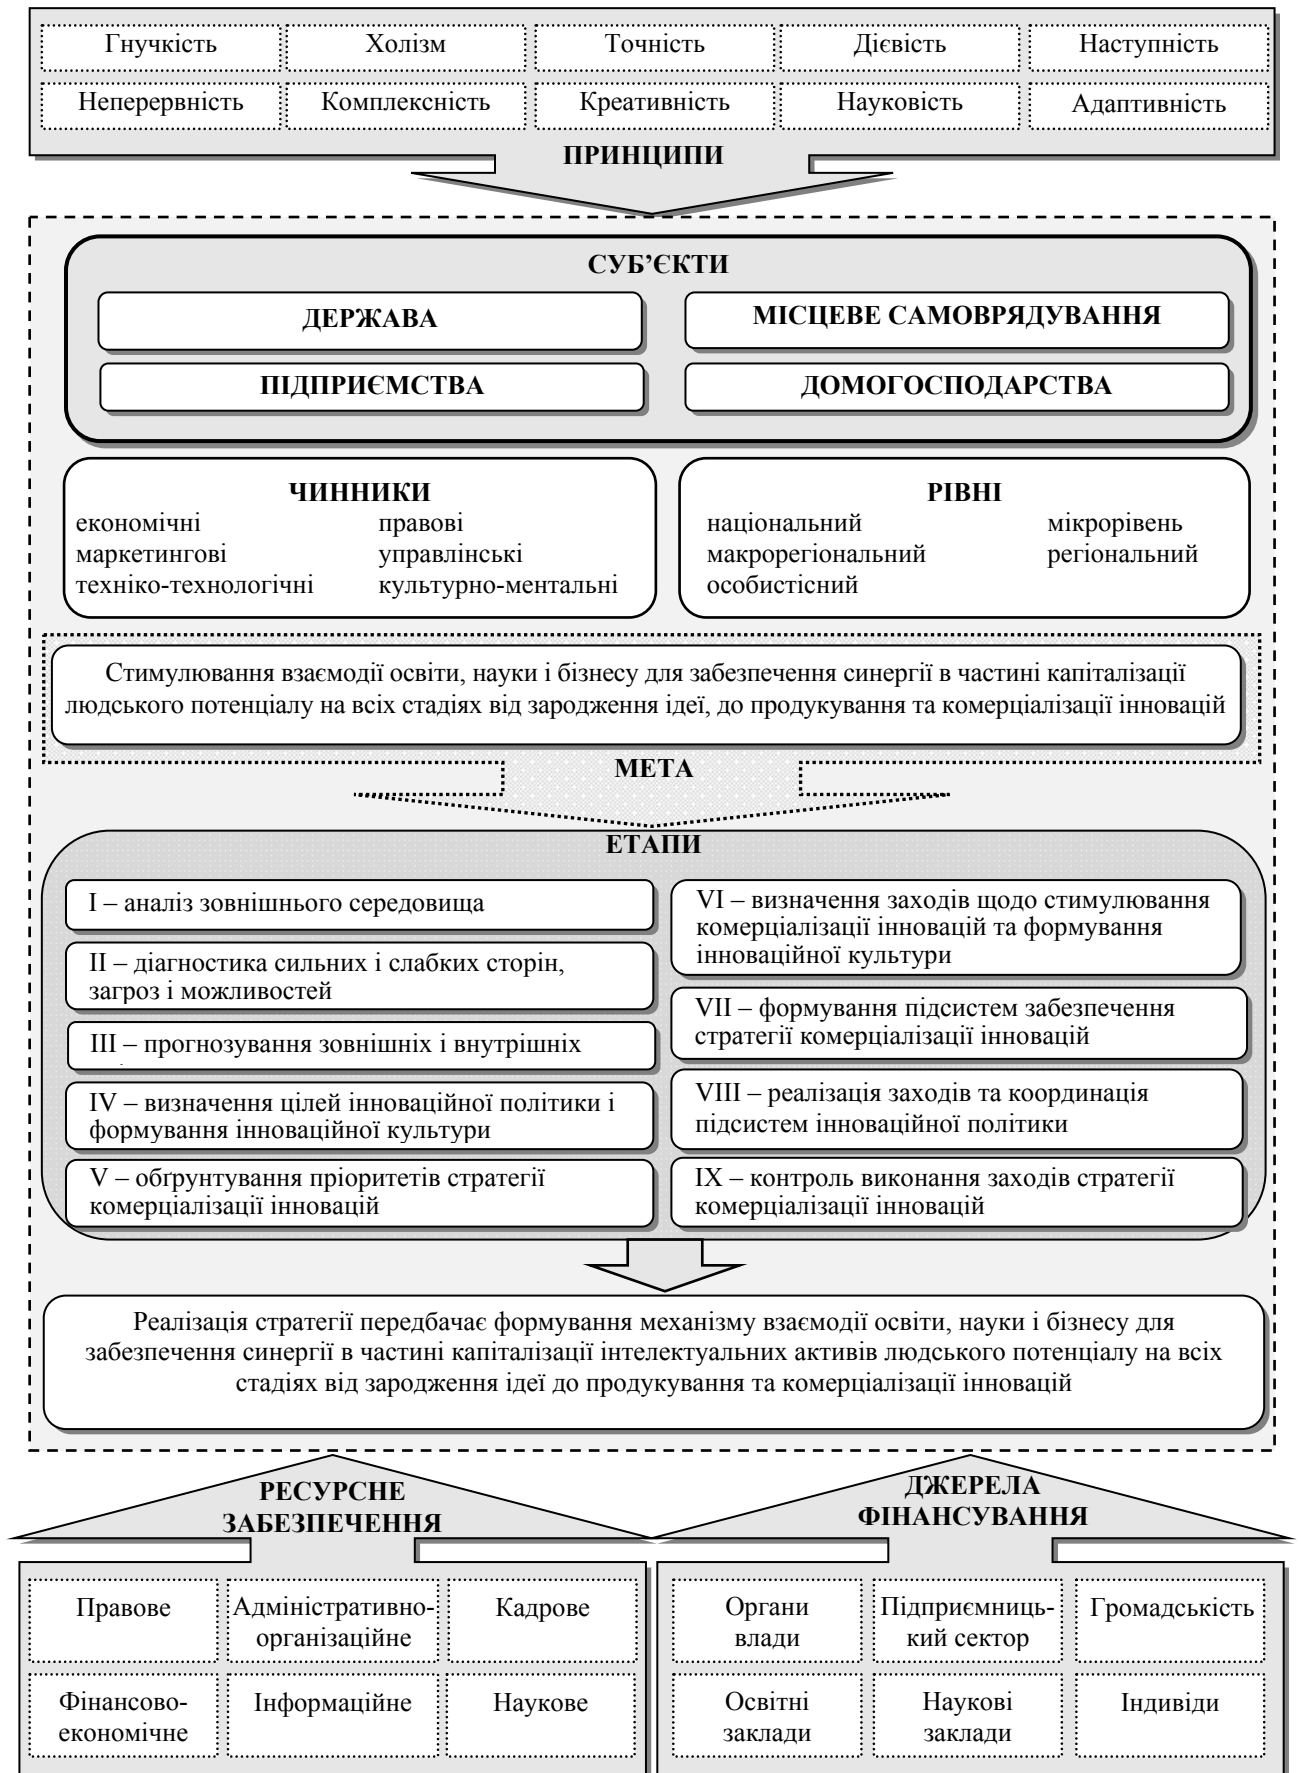 Гнучкість Холізм Точність Дієвість Наступність
Неперервність Комплексність Креативність Науковість Адаптивність
ПРИНЦИПИ
СУБ’ЄКТИ
ДЕРЖАВА
МІСЦЕВЕ САМОВРЯДУВАННЯ
ПІДПРИЄМСТВА
ДОМОГОСПОДАРСТВА
ЧИННИКИ
економічні правові
маркетингові управлінські
техніко-технологічні культурно-ментальні
РІВНІ
національний мікрорівень
макрорегіональний регіональний
особистісний
Стимулювання взаємодії освіти, науки і бізнесу для забезпечення синергії в частині капіталізації
людського потенціалу на всіх стадіях від зародження ідеї, до продукування та комерціалізації інновацій
МЕТА
ЕТАПИ
I – аналіз зовнішнього середовища
II – діагностика сильних і слабких сторін,
загроз і можливостей
III – прогнозування зовнішніх і внутрішніх
IV – визначення цілей інноваційної політики і
формування інноваційної культури
V – обґрунтування пріоритетів стратегії
комерціалізації інновацій
VI – визначення заходів щодо стимулювання
комерціалізації інновацій та формування
інноваційної культури
VII – формування підсистем забезпечення
стратегії комерціалізації інновацій
VIII – реалізація заходів та координація
підсистем інноваційної політики
IX – контроль виконання заходів стратегії
комерціалізації інновацій
Реалізація стратегії передбачає формування механізму взаємодії освіти, науки і бізнесу для
забезпечення синергії в частині капіталізації інтелектуальних активів людського потенціалу на всіх
стадіях від зародження ідеї до продукування та комерціалізації інновацій
РЕСУРСНЕ
ЗАБЕЗПЕЧЕННЯ
Правове
Адміністративно-
організаційне
Кадрове
Фінансово-
економічне
Інформаційне
Наукове
ДЖЕРЕЛА
ФІНАНСУВАННЯ
Органи
влади
Підприємниць-
кий сектор
Громадськість
Освітні
заклади
Наукові
заклади
Індивіди